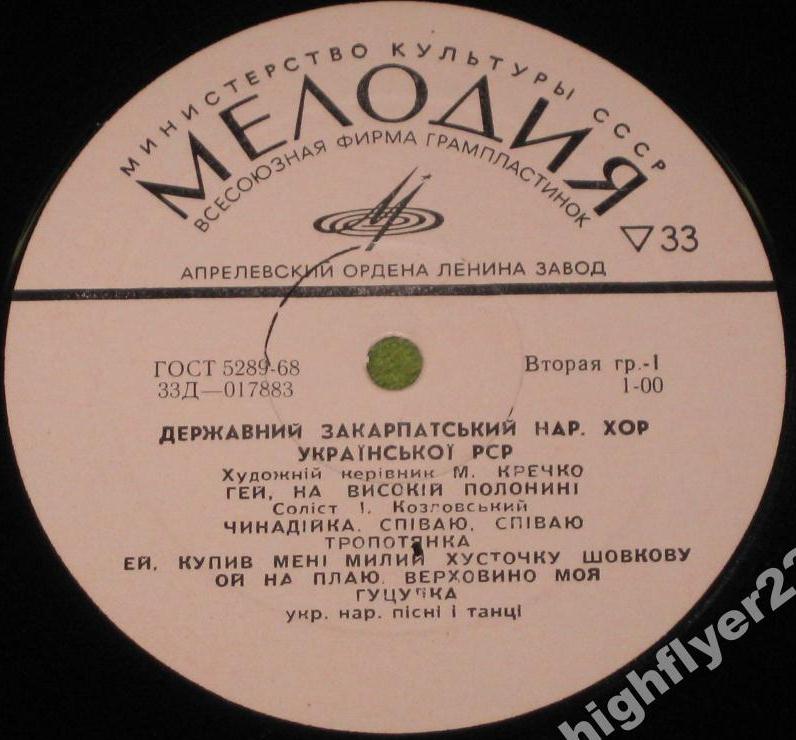 МИНИСТЕРСТВО КУЛЬТУРЫ СССР
МЕЛОДИЯ
ВСЕСОЮЗНАЯ ФИРМА ГРАМПЛАСТИНОК
▽33
АПРЕЛЕВСКИЙ ОРДЕНА ЛЕНИНА ЗАВОД
ГОСТ 5289-68
33Д—017883
Вторая гр.-1
1-00
ДЕРЖАВНИЙ ЗАКАРПАТСЬКИЙ НАР. ХОР
УКРАЇНСЬКОЇ РСР
Художній керівник М. КРЕЧКО
ГЕЙ, НА ВИСОКІЙ ПОЛОНИНІ
Соліст І. Козловський
ЧИНАДІЙКА. СПІВАЮ, СПІВАЮ
ТРОПОТЯНКА
ЕЙ, КУПИВ МЕНІ МИЛИЙ ХУСТОЧКУ ШОВКОВУ
ОЙ НА ПЛАЮ. ВЕРХОВИНО МОЯ
ГУЦУЛКА
укр. нар. пісні і танці
highflyer22